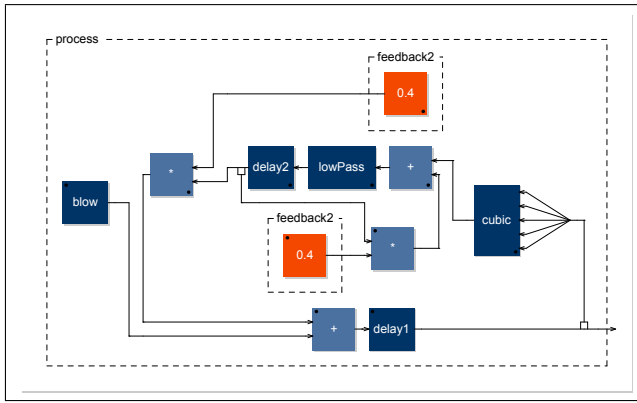 process
feedback2
0.4
*
delay2
lowPass
+
blow
cubic
feedback2
0.4
*
+
delay1